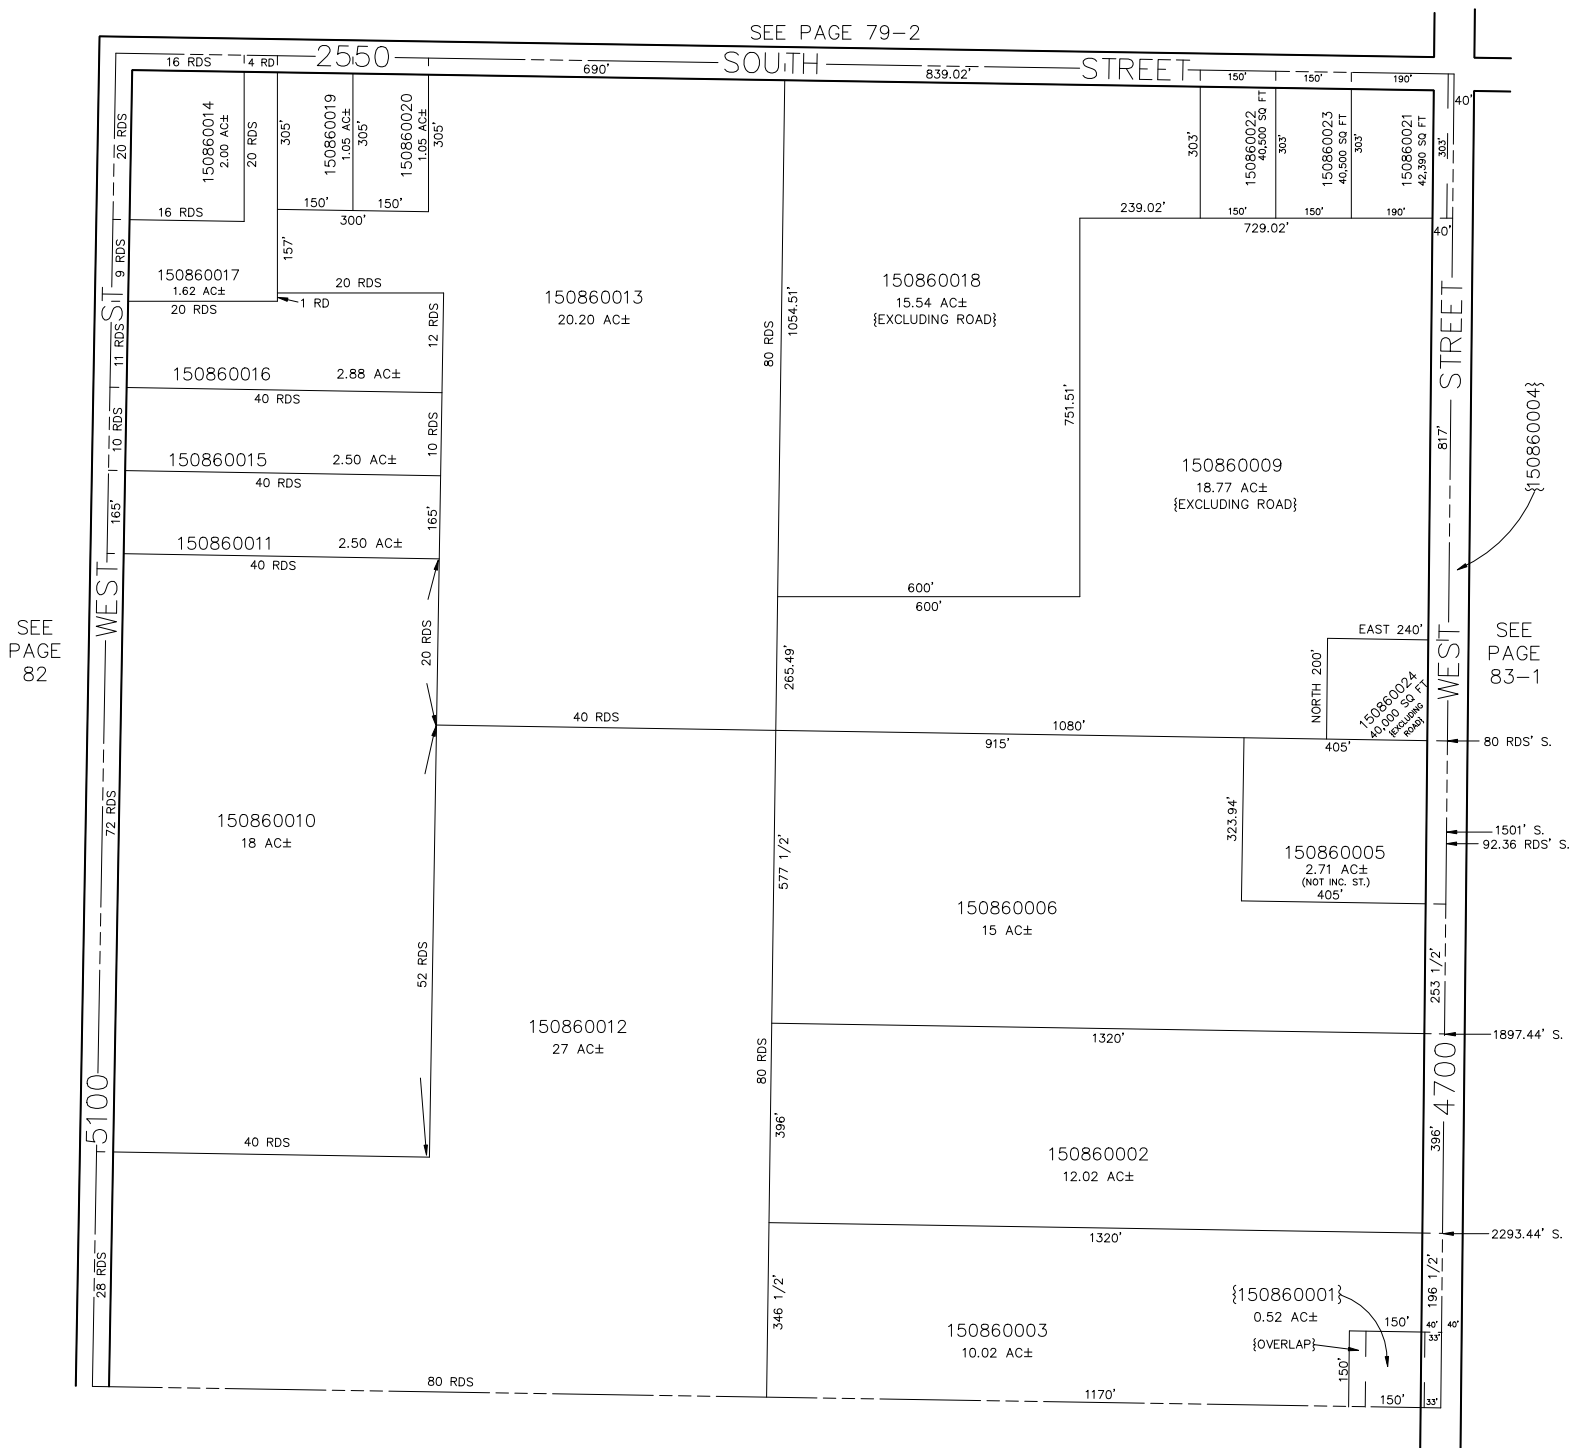 SEE PAGE 79-2
2550 SOUTH STREET
16 RDS
4 RD
690'
839.02'
150'
150'
190'
40'
20 RDS
150860014
2.00 AC±
20 RDS
305'
150860019
1.05 AC±
305'
150860020
1.05 AC±
305'
303'
150860022
40,500 SQ FT
303'
150860023
40,500 SQ FT
303'
150860021
42,390 SQ FT
303'
16 RDS
150'
150'
300'
239.02'
150'
150'
190'
729.02'
40'
9 RDS
157'
150860017
1.62 AC±
20 RDS
1 RD
20 RDS
150860013
20.20 AC±
80 RDS
1054.51'
150860018
15.54 AC±
{EXCLUDING ROAD}
12 RDS
11 RDS
150860016
2.88 AC±
40 RDS
751.51'
817'
{150860004}
10 RDS
10 RDS
150860015
2.50 AC±
40 RDS
150860009
18.77 AC±
{EXCLUDING ROAD}
165'
165'
150860011
2.50 AC±
40 RDS
600'
600'
SEE
PAGE
82
20 RDS
265.49'
EAST 240'
NORTH 200'
150860024
40,000 SQ FT
{EXCLUDING
ROAD}
SEE
PAGE
83-1
40 RDS
1080'
915'
405'
80 RDS' S.
72 RDS
150860010
18 AC±
577 1/2'
323.94'
150860005
2.71 AC±
(NOT INC. ST.)
405'
1501' S.
92.36 RDS' S.
150860006
15 AC±
52 RDS
253 1/2'
150860012
27 AC±
1320'
1897.44' S.
80 RDS
396'
396'
40 RDS
150860002
12.02 AC±
1320'
2293.44' S.
28 RDS
346 1/2'
196 1/2'
{150860001}
0.52 AC±
{OVERLAP}
150'
40'
40'
33'
150860003
10.02 AC±
150'
80 RDS
1170'
150'
33'
5100 WEST ST
4700 WEST STREET